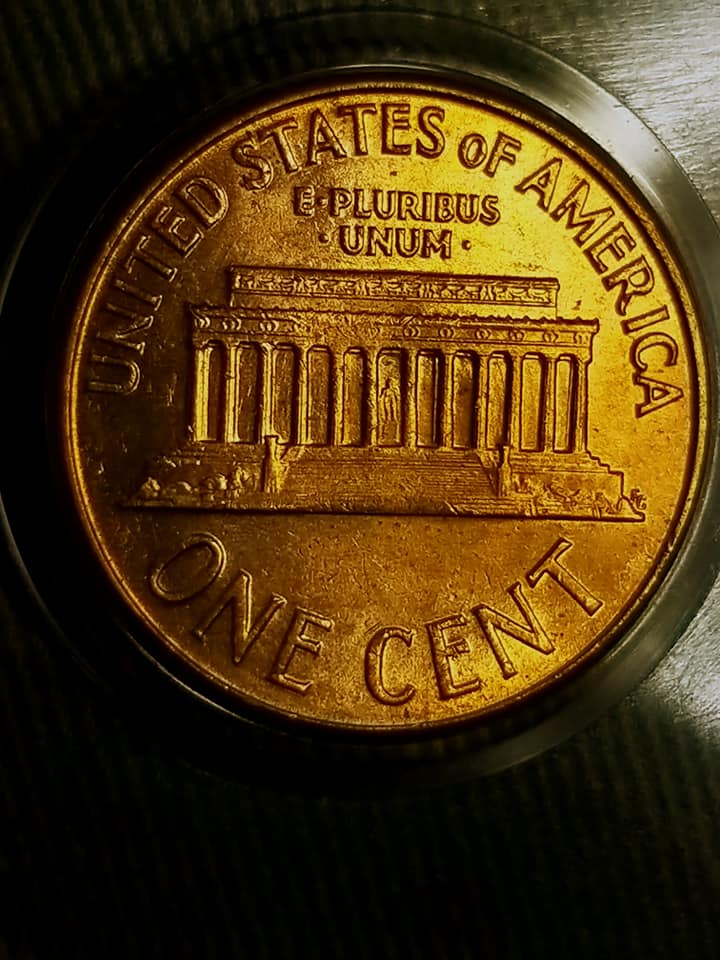 UNITED STATES OF AMERICA
E·PLURIBUS
·UNUM·
ONE CENT